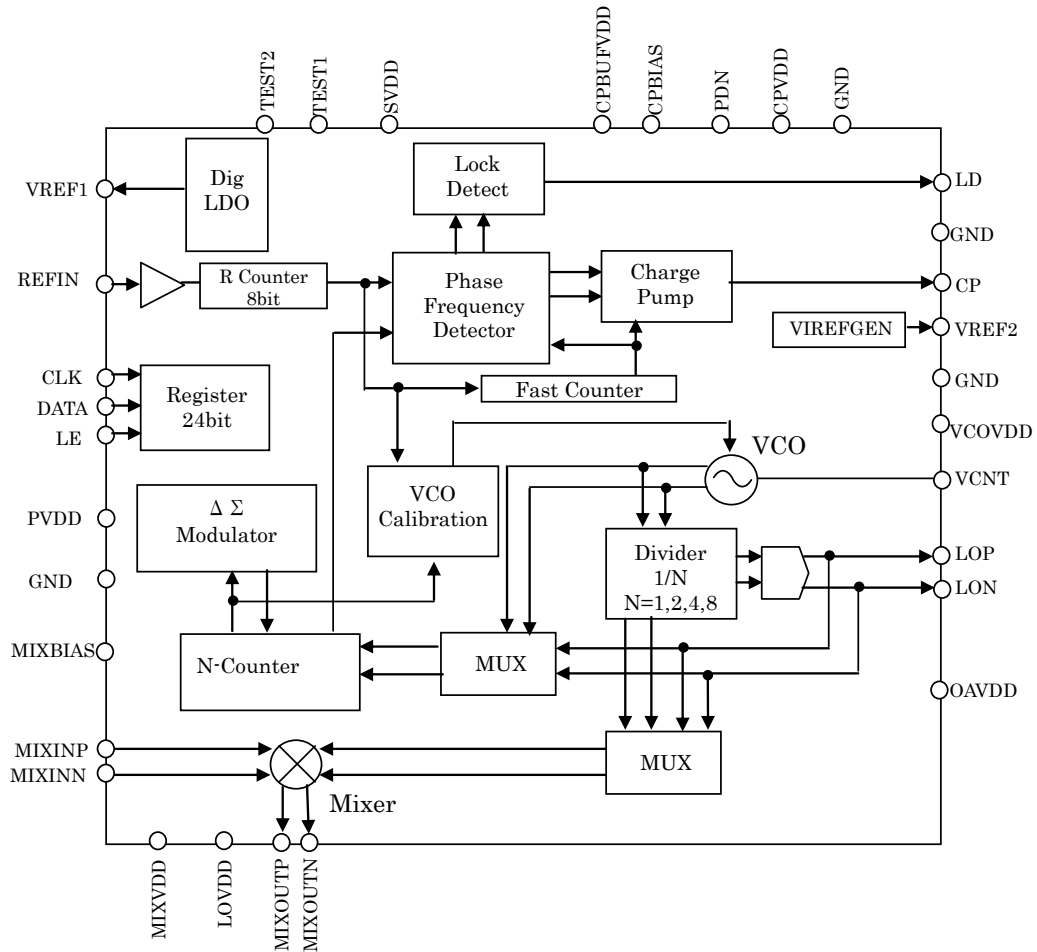 TEST2
TEST1
SVDD
CPBUFVDD
CPBIAS
PDN
CPVDD
GND
VREF1
Dig
LDO
Lock
Detect
LD
GND
REFIN
R Counter
8bit
Phase
Frequency
Detector
Charge
Pump
CP
VIREFGEN
VREF2
CLK
DATA
LE
Register
24bit
Fast Counter
GND
VCOVDD
VCO
VCNT
VCO
Calibration
Δ Σ
Modulator
PVDD
GND
Divider
1/N
N=1,2,4,8
LOP
LON
MIXBIAS
N-Counter
MUX
OAVDD
MIXINP
MIXINN
Mixer
MUX
MIXVDD
LOVDD
MIXOUTP
MIXOUTN